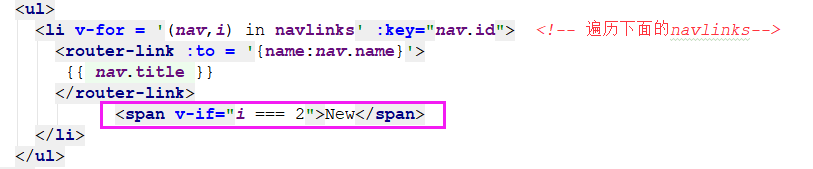 <ul>
<li v-for = '(nav,i) in navlinks' :key="nav.id"> <!-- 遍历下面的navlinks-->
<router-link :to = '{name:nav.name}'>
{{ nav.title }}
</router-link>
<span v-if="i === 2">New</span>
</li>
</ul>